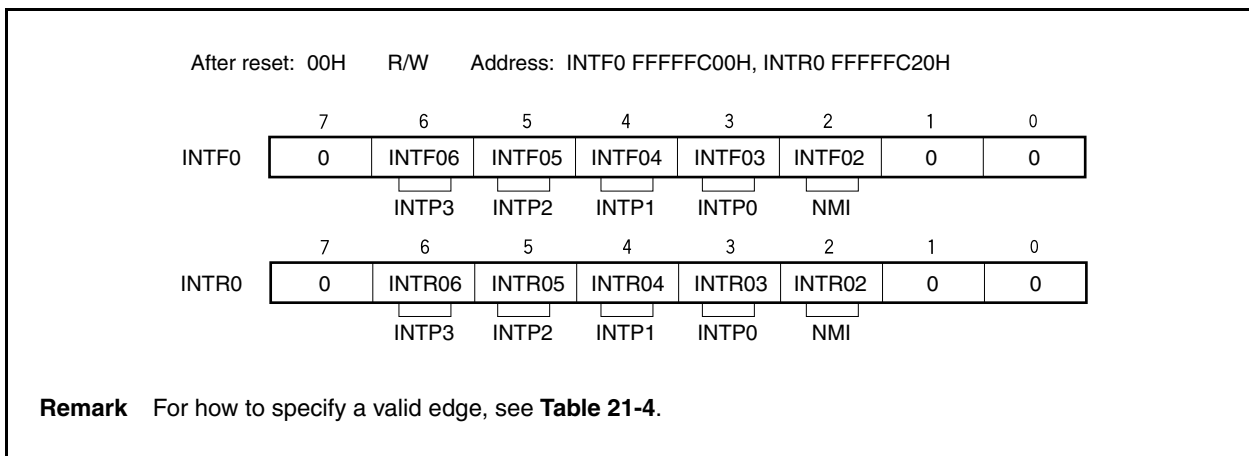 After reset: 00H R/W Address: INTF0 FFFFFC00H, INTR0 FFFFFC20H
7 6 5 4 3 2 1 0
INTF0 0 INTF06 INTF05 INTF04 INTF03 INTF02 0 0
INTP3 INTP2 INTP1 INTP0 NMI
7 6 5 4 3 2 1 0
INTR0 0 INTR06 INTR05 INTR04 INTR03 INTR02 0 0
INTP3 INTP2 INTP1 INTP0 NMI
Remark For how to specify a valid edge, see Table 21-4.